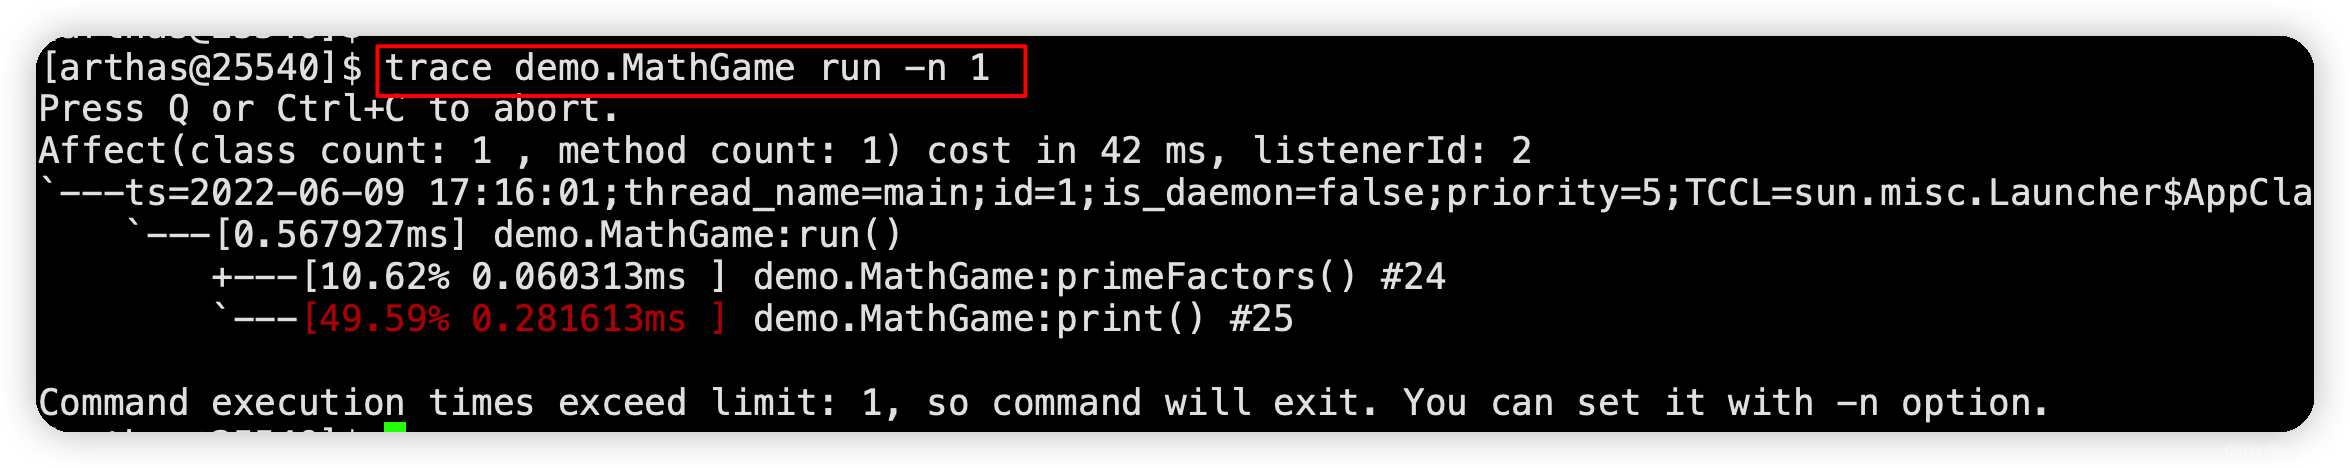 [arthas@25540]$ trace demo.MathGame run -n 1
Press Q or Ctrl+C to abort.
Affect(class count: 1 , method count: 1) cost in 42 ms, listenerId: 2
`---ts=2022-06-09 17:16:01;thread_name=main;id=1;is_daemon=false;priority=5;TCCL=sun.misc.Launcher$AppCla
    `---[0.567927ms] demo.MathGame:run()
        +---[10.62% 0.060313ms ] demo.MathGame:primeFactors() #24
        `---[49.59% 0.281613ms ] demo.MathGame:print() #25
Command execution times exceed limit: 1, so command will exit. You can set it with -n option.